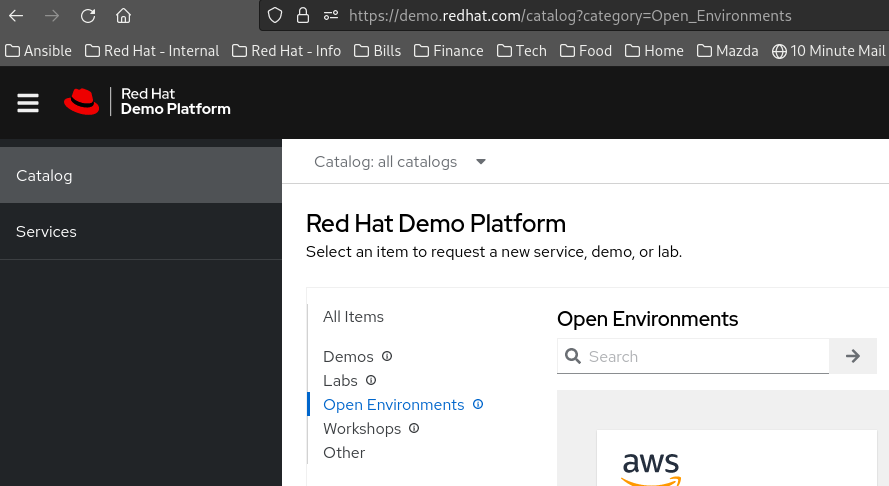 https://demo.redhat.com/catalog?category=Open_Environments
Ansible Red Hat - Internal Red Hat - Info Bills Finance Tech Food Home Mazda 10 Minute Mail
Red Hat
Demo Platform
Catalog: all catalogs
Catalog
Services
Red Hat Demo Platform
Select an item to request a new service, demo, or lab.
All Items
Demos
Labs
Open Environments
Workshops
Other
Open Environments
Search
aws